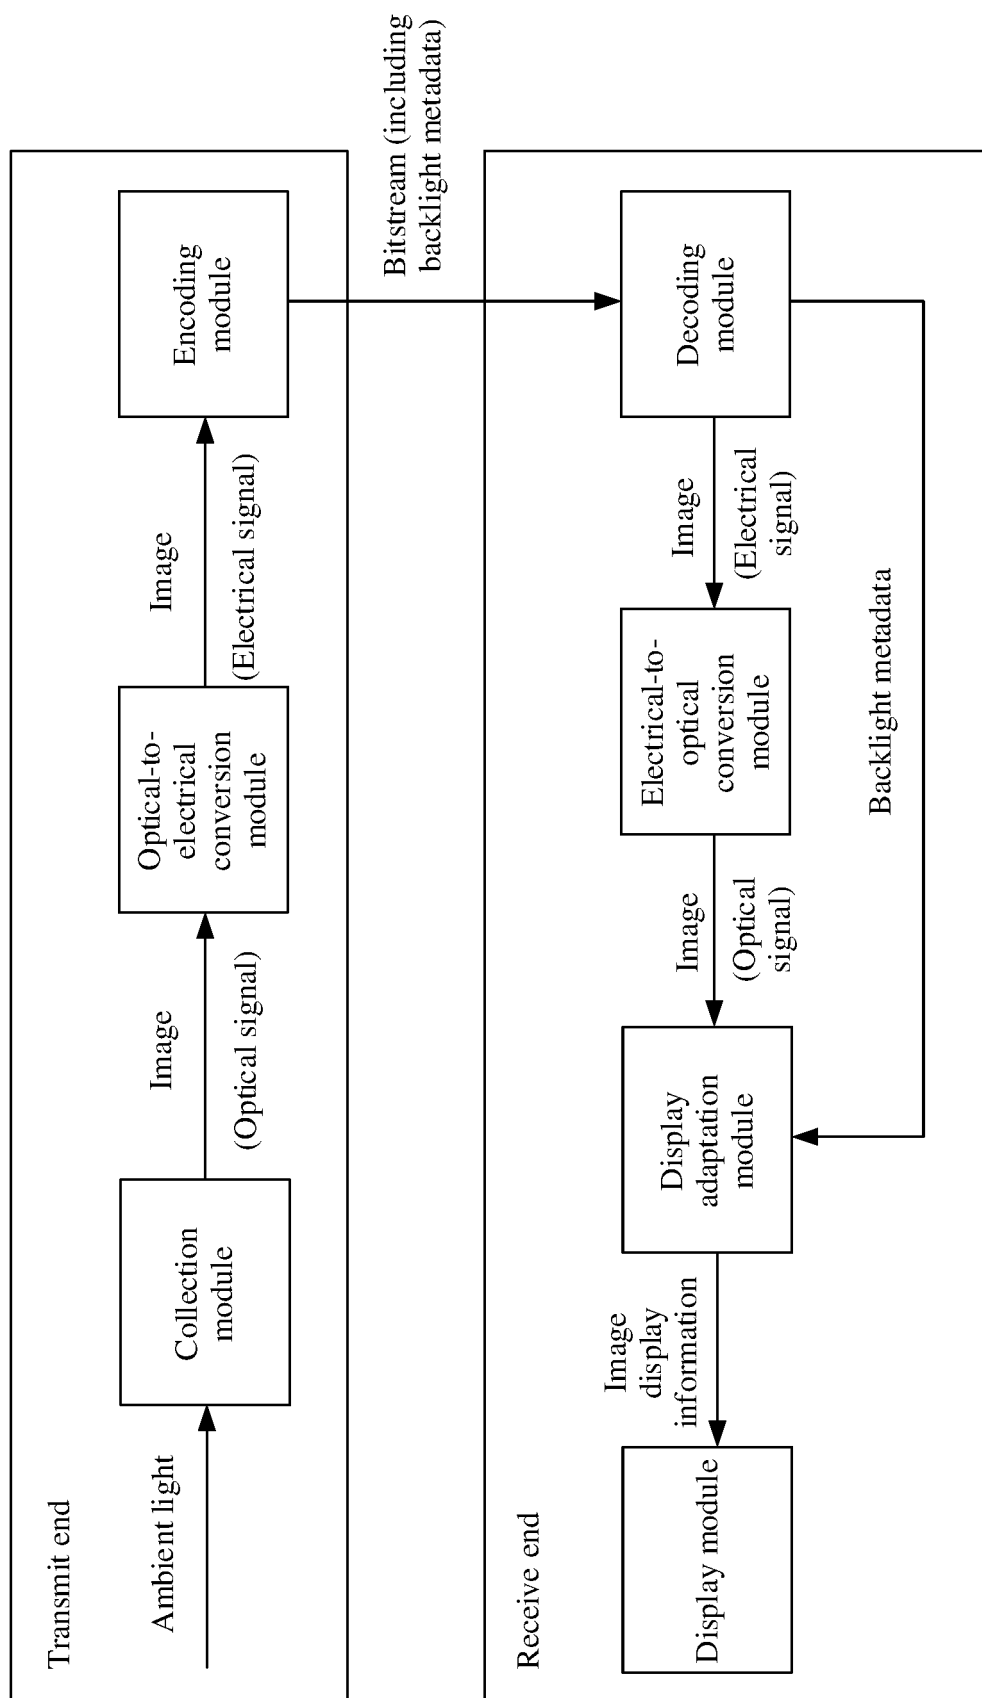 Transmit end
Ambient light
Collection
module
Image
(Optical signal)
Optical-to-
electrical
conversion
module
Image
(Electrical signal)
Encoding
module
Bitstream (including
backlight metadata)
Receive end
Decoding
module
Image
(Electrical
signal)
Electrical-to-
optical
conversion
module
Image
(Optical
signal)
Display
adaptation
module
Backlight metadata
Image
display
information
Display module